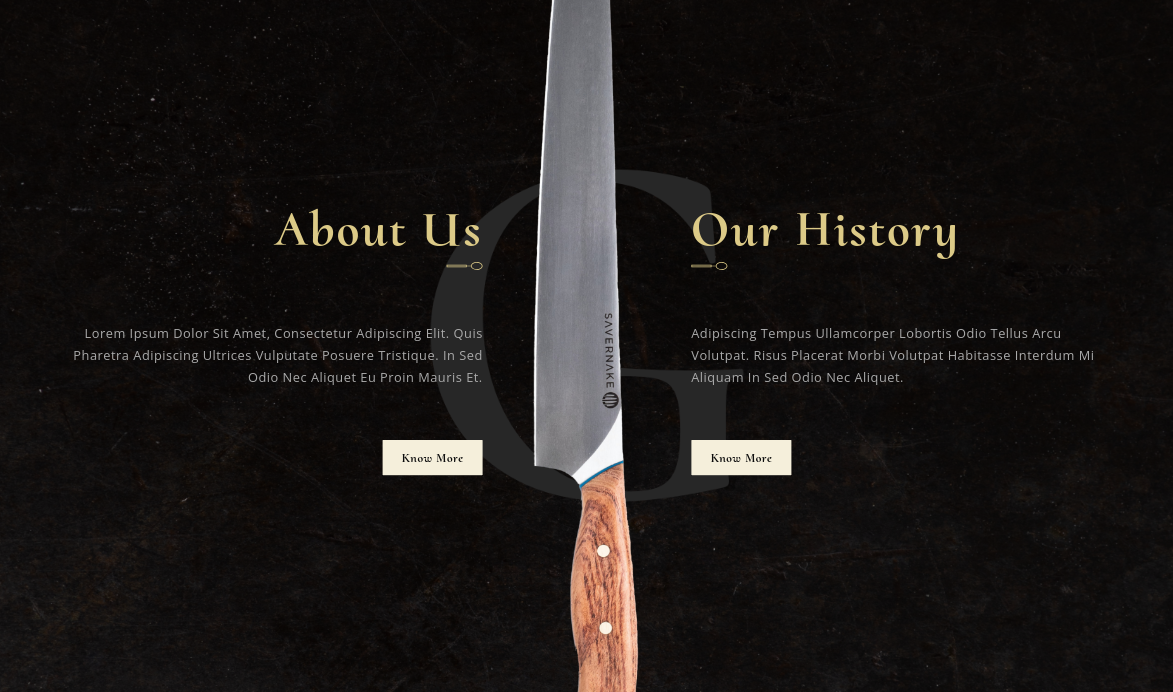 About Us
Lorem Ipsum Dolor Sit Amet, Consectetur Adipiscing Elit. Quis
Pharetra Adipiscing Ultrices Vulputate Posuere Tristique. In Sed
Odio Nec Aliquet Eu Proin Mauris Et.
Know More
G
SAVERNAKE
Our History
Adipiscing Tempus Ullamcorper Lobortis Odio Tellus Arcu
Volutpat. Risus Placerat Morbi Volutpat Habitasse Interdum Mi
Aliquam In Sed Odio Nec Aliquet.
Know More